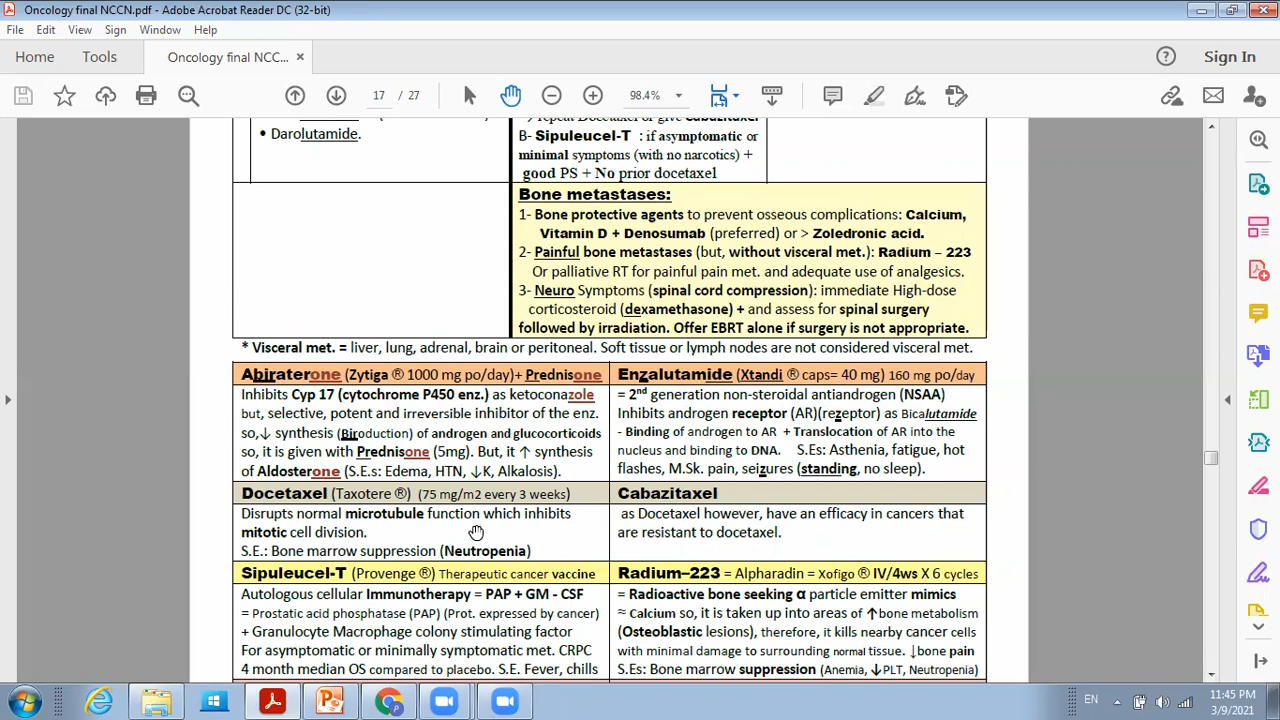 Oncology final NCCN.pdf - Adobe Acrobat Reader DC (32-bit)
File Edit View Sign Window Help
Home Tools Oncology final NCC... × Sign In
17 / 27 98.4%
• Darolutamide.
repeat Docetaxel or give Cabazitaxel
B- Sipuleucel-T : if asymptomatic or
minimal symptoms (with no narcotics) +
good PS + No prior docetaxel
Bone metastases:
1- Bone protective agents to prevent osseous complications: Calcium,
Vitamin D + Denosumab (preferred) or > Zoledronic acid.
2- Painful bone metastases (but, without visceral met.): Radium – 223
Or palliative RT for painful pain met. and adequate use of analgesics.
3- Neuro Symptoms (spinal cord compression): immediate High-dose
corticosteroid (dexamethasone) + and assess for spinal surgery
followed by irradiation. Offer EBRT alone if surgery is not appropriate.
* Visceral met. = liver, lung, adrenal, brain or peritoneal. Soft tissue or lymph nodes are not considered visceral met.
Abiraterone (Zytiga ® 1000 mg po/day)+ Prednisone
Inhibits Cyp 17 (cytochrome P450 enz.) as ketoconazole
but, selective, potent and irreversible inhibitor of the enz.
so,↓ synthesis (Biroduction) of androgen and glucocorticoids
so, it is given with Prednisone (5mg). But, it ↑ synthesis
of Aldosterone (S.E.s: Edema, HTN, ↓K, Alkalosis).
Enzalutamide (Xtandi ® caps= 40 mg) 160 mg po/day
= 2nd generation non-steroidal antiandrogen (NSAA)
Inhibits androgen receptor (AR)(rezeptor) as Bicalutamide
- Binding of androgen to AR + Translocation of AR into the
nucleus and binding to DNA. S.Es: Asthenia, fatigue, hot
flashes, M.Sk. pain, seizures (standing, no sleep).
Docetaxel (Taxotere ®) (75 mg/m2 every 3 weeks)
Disrupts normal microtubule function which inhibits
mitotic cell division.
S.E.: Bone marrow suppression (Neutropenia)
Cabazitaxel
as Docetaxel however, have an efficacy in cancers that
are resistant to docetaxel.
Sipuleucel-T (Provenge ®) Therapeutic cancer vaccine
Autologous cellular Immunotherapy = PAP + GM - CSF
= Prostatic acid phosphatase (PAP) (Prot. expressed by cancer)
+ Granulocyte Macrophage colony stimulating factor
For asymptomatic or minimally symptomatic met. CRPC
4 month median OS compared to placebo. S.E. Fever, chills
Radium–223 = Alpharadin = Xofigo ® IV/4ws X 6 cycles
= Radioactive bone seeking α particle emitter mimics
≈ Calcium so, it is taken up into areas of ↑bone metabolism
(Osteoblastic lesions), therefore, it kills nearby cancer cells
with minimal damage to surrounding normal tissue. ↓bone pain
S.Es: Bone marrow suppression (Anemia, ↓PLT, Neutropenia)
EN
11:45 PM
3/9/2021